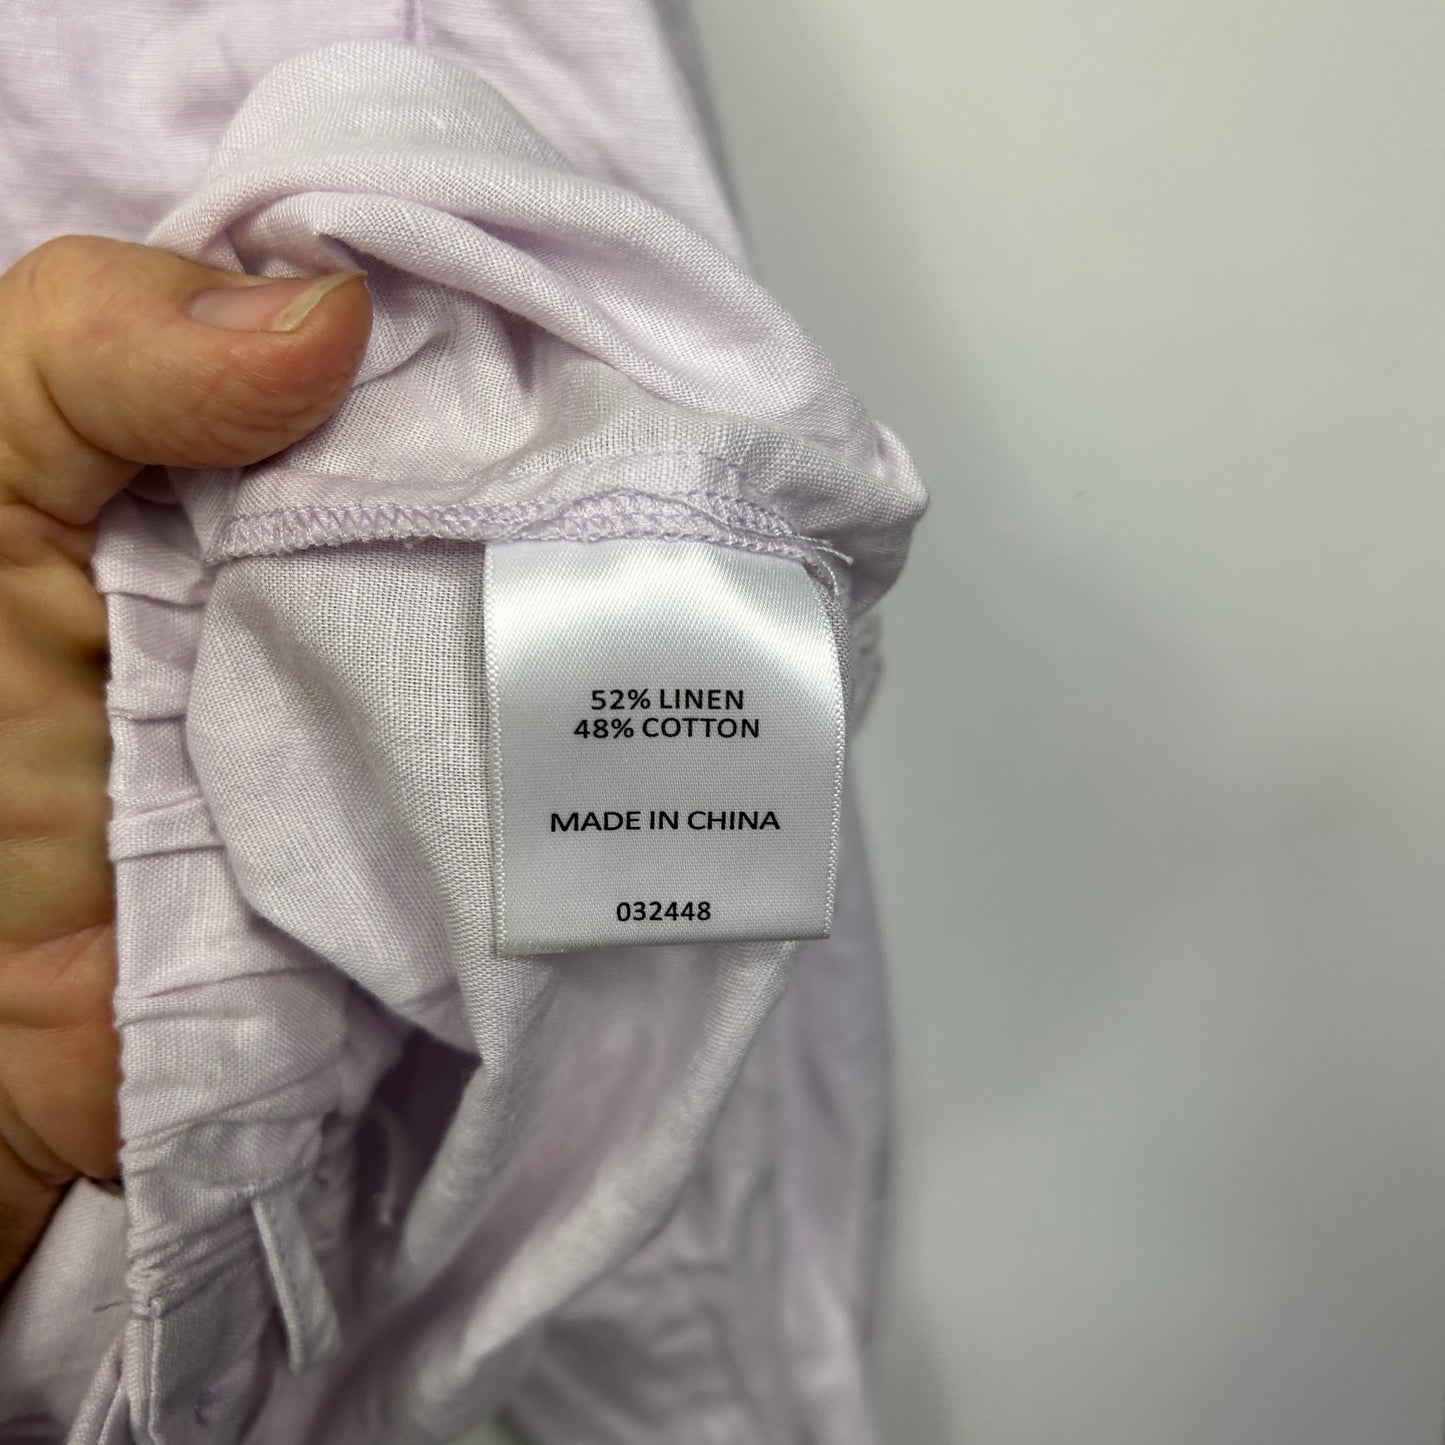 52% LINEN
48% COTTON
MADE IN CHINA
032448